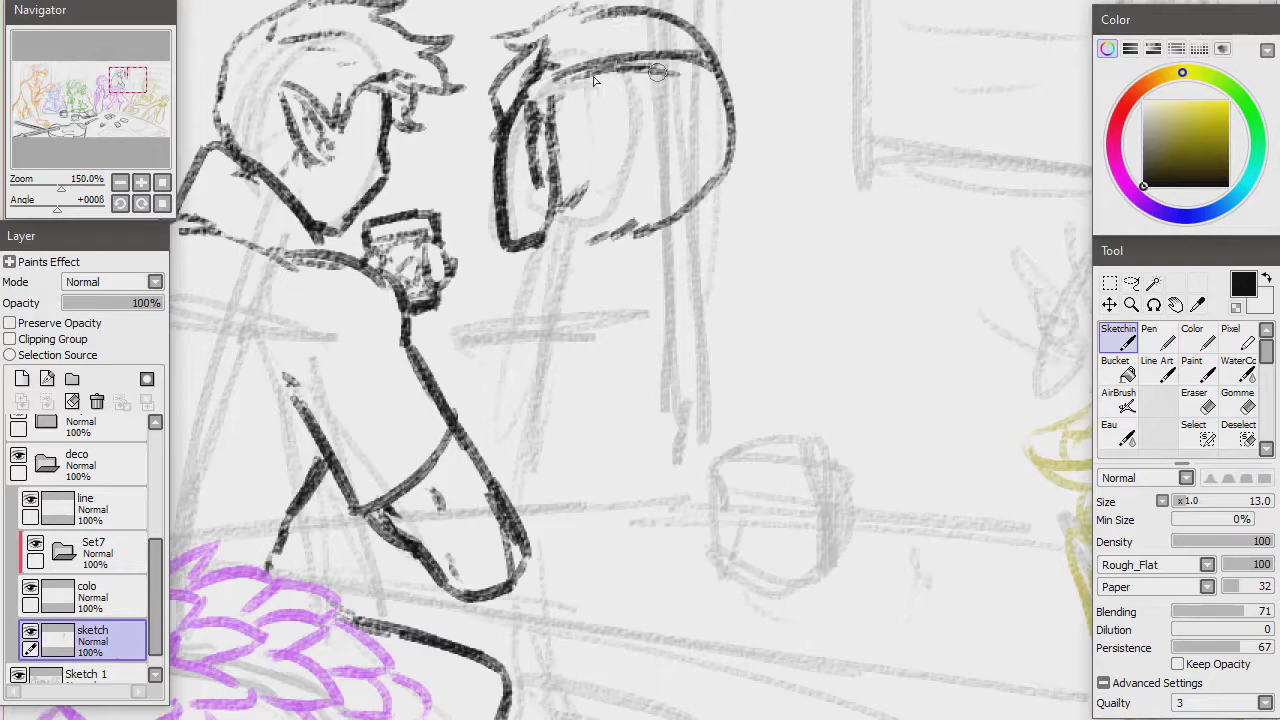 Navigator
Zoom 150.0%
Angle +000ß
Layer
Paints Effect
Mode Normal
Opacity 100%
Preserve Opacity
Clipping Group
Selection Source
Normal
100%
deco
Normal
100%
line
Normal
100%
Set7
Normal
100%
colo
Normal
100%
sketch
Normal
100%
Sketch 1
Color
Tool
Sketchin Pen Color Pixel
Bucket Line Art Paint WaterCo
AirBrush Eraser Gomme
Eau Select Deselect
Normal
Size x 1.0 13.0
Min Size 0%
Density 100
Rough_Flat 100
Paper 32
Blending 71
Dilution 0
Persistence 67
Keep Opacity
Advanced Settings
Quality 3